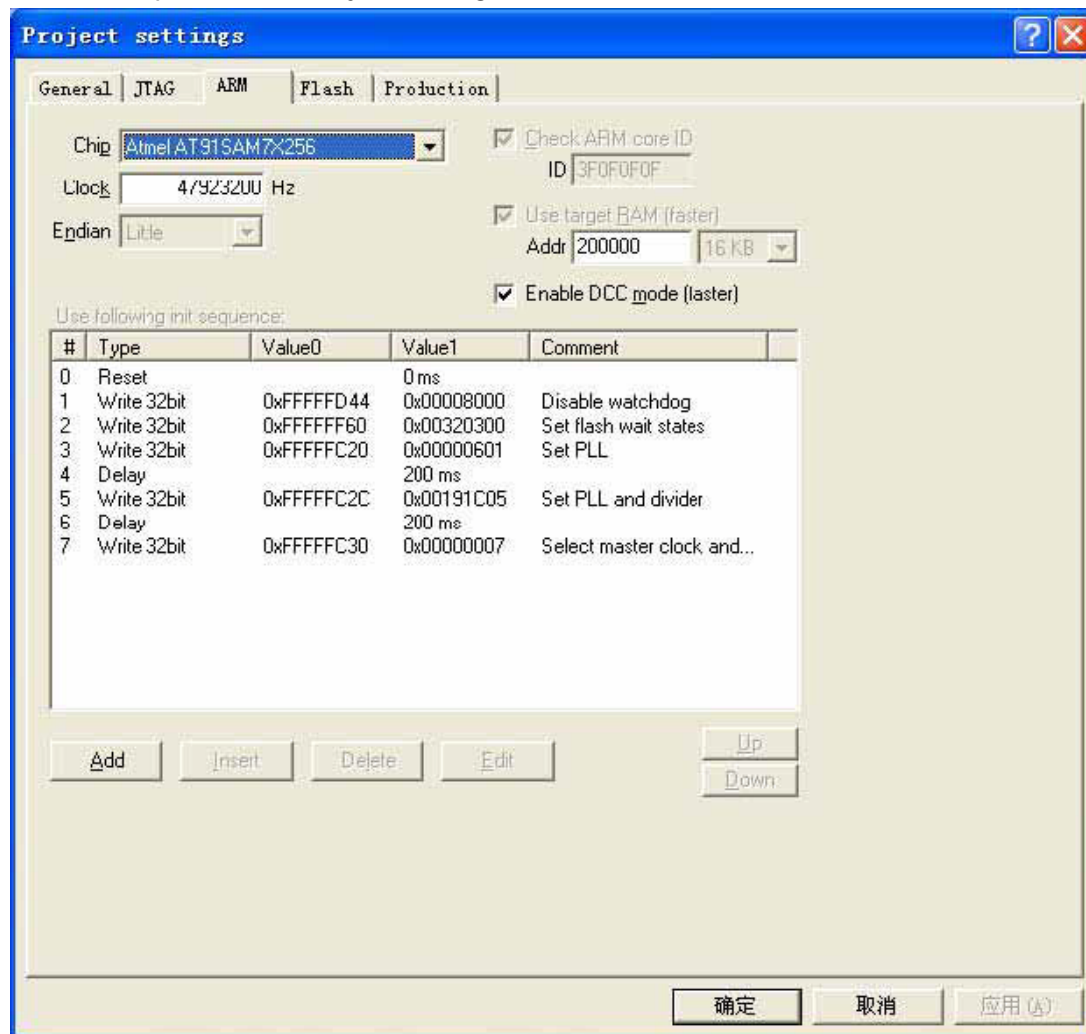 Project settings
General JTAG ARM Flash Production
Chip Atmel AT91SAM7X256
Check ARM core ID
ID 3F0F0F0F
Clock 47923200 Hz
Use target RAM (faster)
Endian Little
Addr 200000 16 KB
Enable DCC mode (faster)
Use following init sequence:
# Type Value0 Value1 Comment
0 Reset 0 ms
1 Write 32bit 0xFFFFFD44 0x00008000 Disable watchdog
2 Write 32bit 0xFFFFFF60 0x00320300 Set flash wait states
3 Write 32bit 0xFFFFFC20 0x00000601 Set PLL
4 Delay 200 ms
5 Write 32bit 0xFFFFFC2C 0x00191C05 Set PLL and divider
6 Delay 200 ms
7 Write 32bit 0xFFFFFC30 0x00000007 Select master clock and...
Add Insert Delete Edit Up
Down
确定 取消 应用(A)